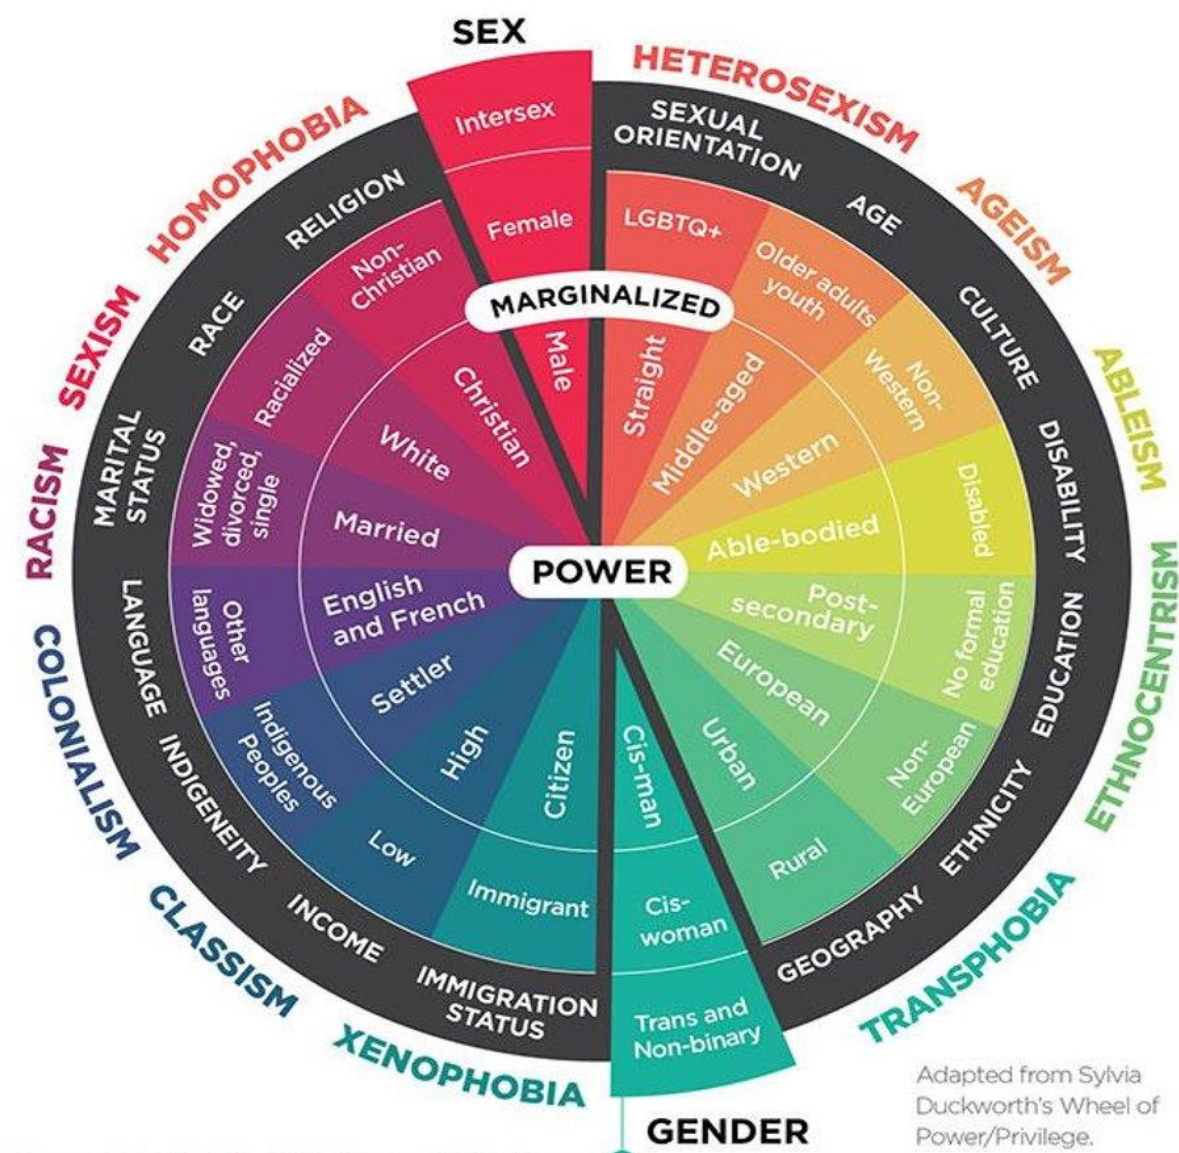 SEX
Intersex
Female
MARGINALIZED
Male
HETEROSEXISM
AGEISM
ABLEISM
ETHNOCENTRISM
TRANSPHOBIA
XENOPHOBIA
CLASSISM
COLONIALISM
RACISM
SEXISM
HOMOPHOBIA
SEXUAL
ORIENTATION
LGBTQ+
Straight
AGE
Older adults
youth
Middle-aged
CULTURE
Non-
Western
Western
DISABILITY
Disabled
Able-bodied
EDUCATION
No formal
education
Post-
secondary
ETHNICITY
Non-
European
European
GEOGRAPHY
Rural
Urban
POWER
Cis-man
Cis-
woman
Trans and
Non-binary
GENDER
IMMIGRATION
STATUS
Immigrant
Citizen
INCOME
Low
High
INDIGENEITY
Indigenous
Peoples
Settler
LANGUAGE
Other
languages
English
and French
MARITAL
STATUS
Widowed,
divorced,
single
Married
RACE
Racialized
White
RELIGION
Non-
Christian
Christian
Adapted from Sylvia
Duckworth's Wheel of
Power/Privilege.